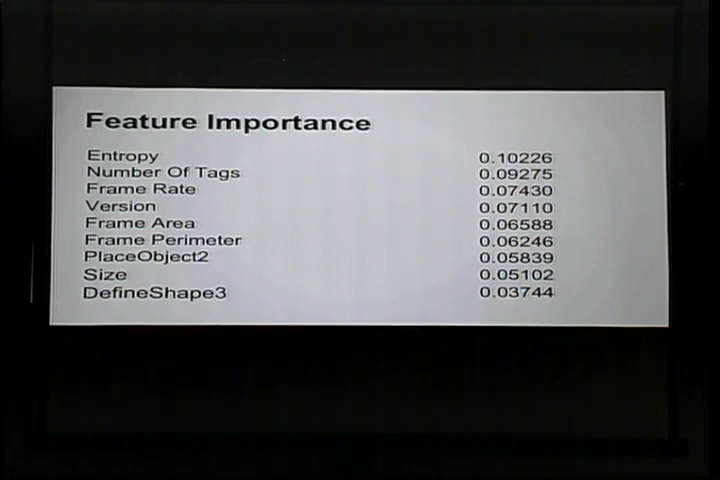 Feature Importance
Entropy 0.10226
Number Of Tags 0.09275
Frame Rate 0.07430
Version 0.07110
Frame Area 0.06588
Frame Perimeter 0.06246
PlaceObject2 0.05839
Size 0.05102
DefineShape3 0.03744